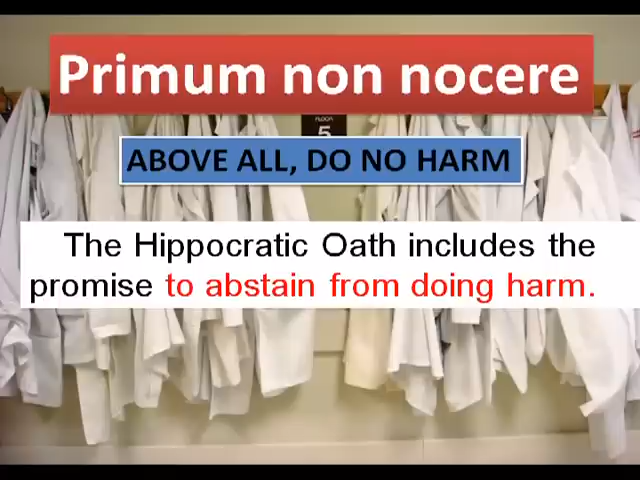 Primum non nocere
FLOOR
5
ABOVE ALL, DO NO HARM
The Hippocratic Oath includes the
promise to abstain from doing harm.